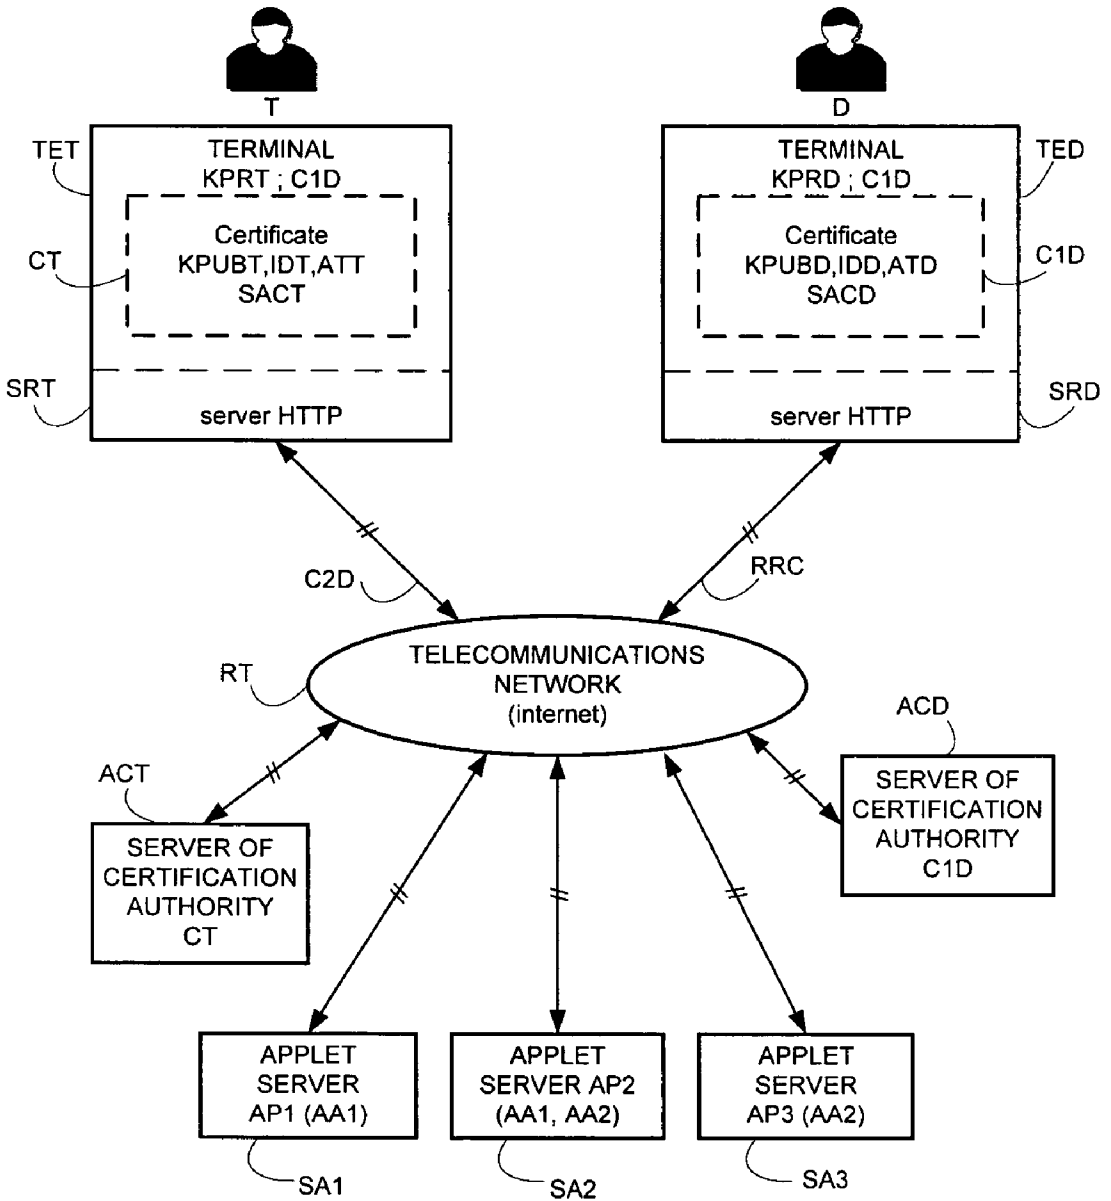 T
D
TET
TERMINAL
KPRT ; C1D
TERMINAL
KPRD ; C1D
TED
CT
Certificate
KPUBT,IDT,ATT
SACT
Certificate
KPUBD,IDD,ATD
SACD
C1D
SRT
server HTTP
server HTTP
SRD
C2D
RRC
RT
TELECOMMUNICATIONS
NETWORK
(internet)
ACD
ACT
SERVER OF
CERTIFICATION
AUTHORITY
C1D
SERVER OF
CERTIFICATION
AUTHORITY
CT
APPLET
SERVER
AP1 (AA1)
APPLET
SERVER AP2
(AA1, AA2)
APPLET
SERVER
AP3 (AA2)
SA1
SA2
SA3